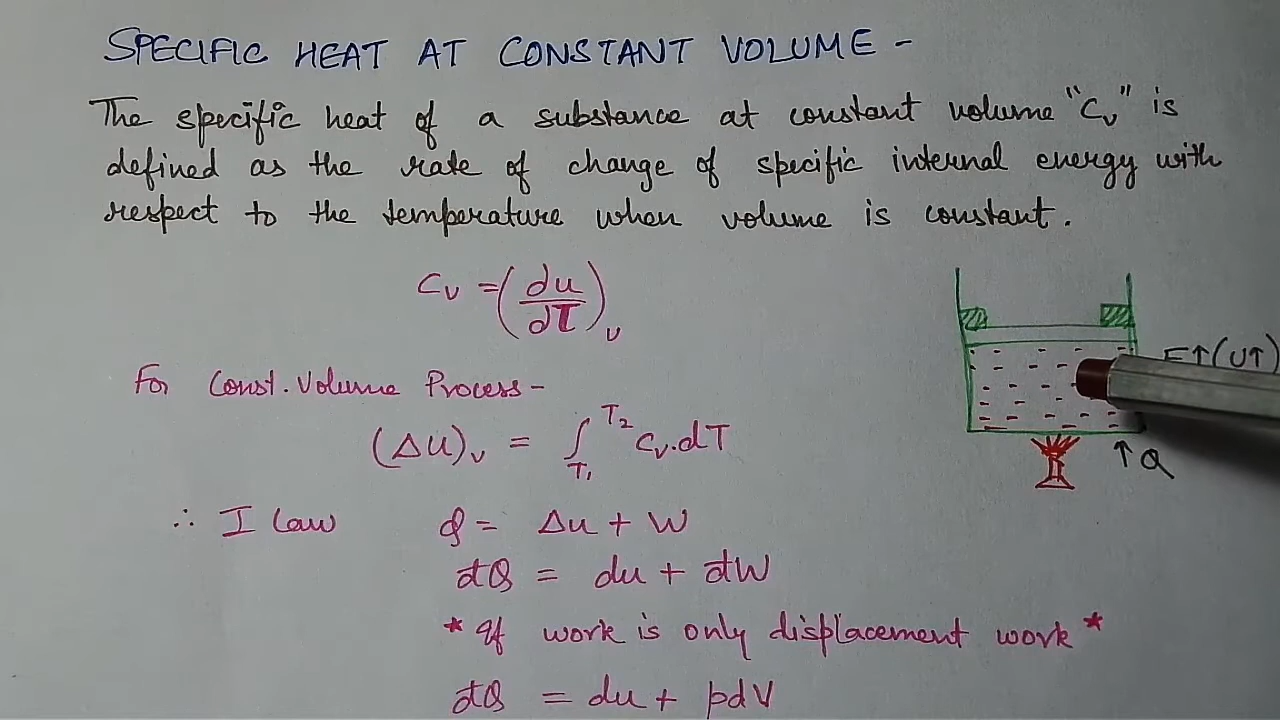 SPECIFIC HEAT AT CONSTANT VOLUME -
The specific heat of a substance at constant volume "Cv" is
defined as the rate of change of specific internal energy with
respect to the temperature when volume is constant.
Cv = (du/dT)v
For Const. Volume Process -
(Δu)v = ∫T1^T2 Cv.dT
∴ I Law Q = Δu + W
đQ = du + đW
* If work is only displacement work *
đQ = du + pdV
(U↑)
↑Q